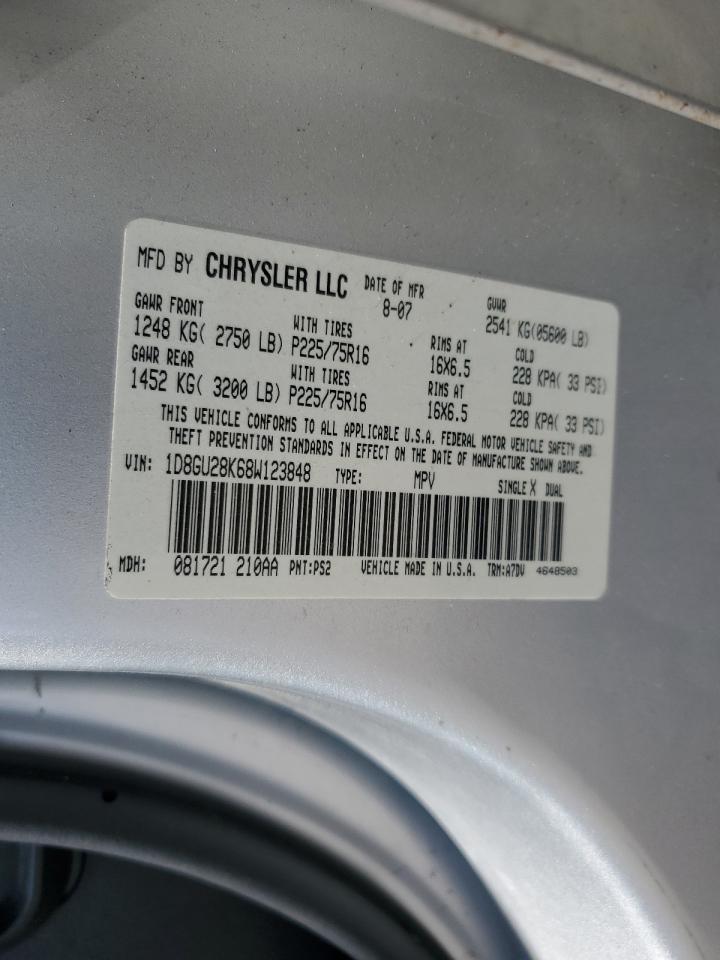 MFD BY CHRYSLER LLC DATE OF MFR 8-07 GVWR 2541 KG(05600 LB)
GAWR FRONT WITH TIRES RIMS AT COLD
1248 KG( 2750 LB) P225/75R16 16X6.5 228 KPA( 33 PSI)
GAWR REAR WITH TIRES RIMS AT COLD
1452 KG( 3200 LB) P225/75R16 16X6.5 228 KPA( 33 PSI)
THIS VEHICLE CONFORMS TO ALL APPLICABLE U.S.A. FEDERAL MOTOR VEHICLE SAFETY AND
THEFT PREVENTION STANDARDS IN EFFECT ON THE DATE OF MANUFACTURE SHOWN ABOVE.
VIN: 1D8GU28K68W123848 TYPE: MPV SINGLE X DUAL
MDH: 081721 210AA PNT:PS2 VEHICLE MADE IN U.S.A. TRM:A7DV 4648503